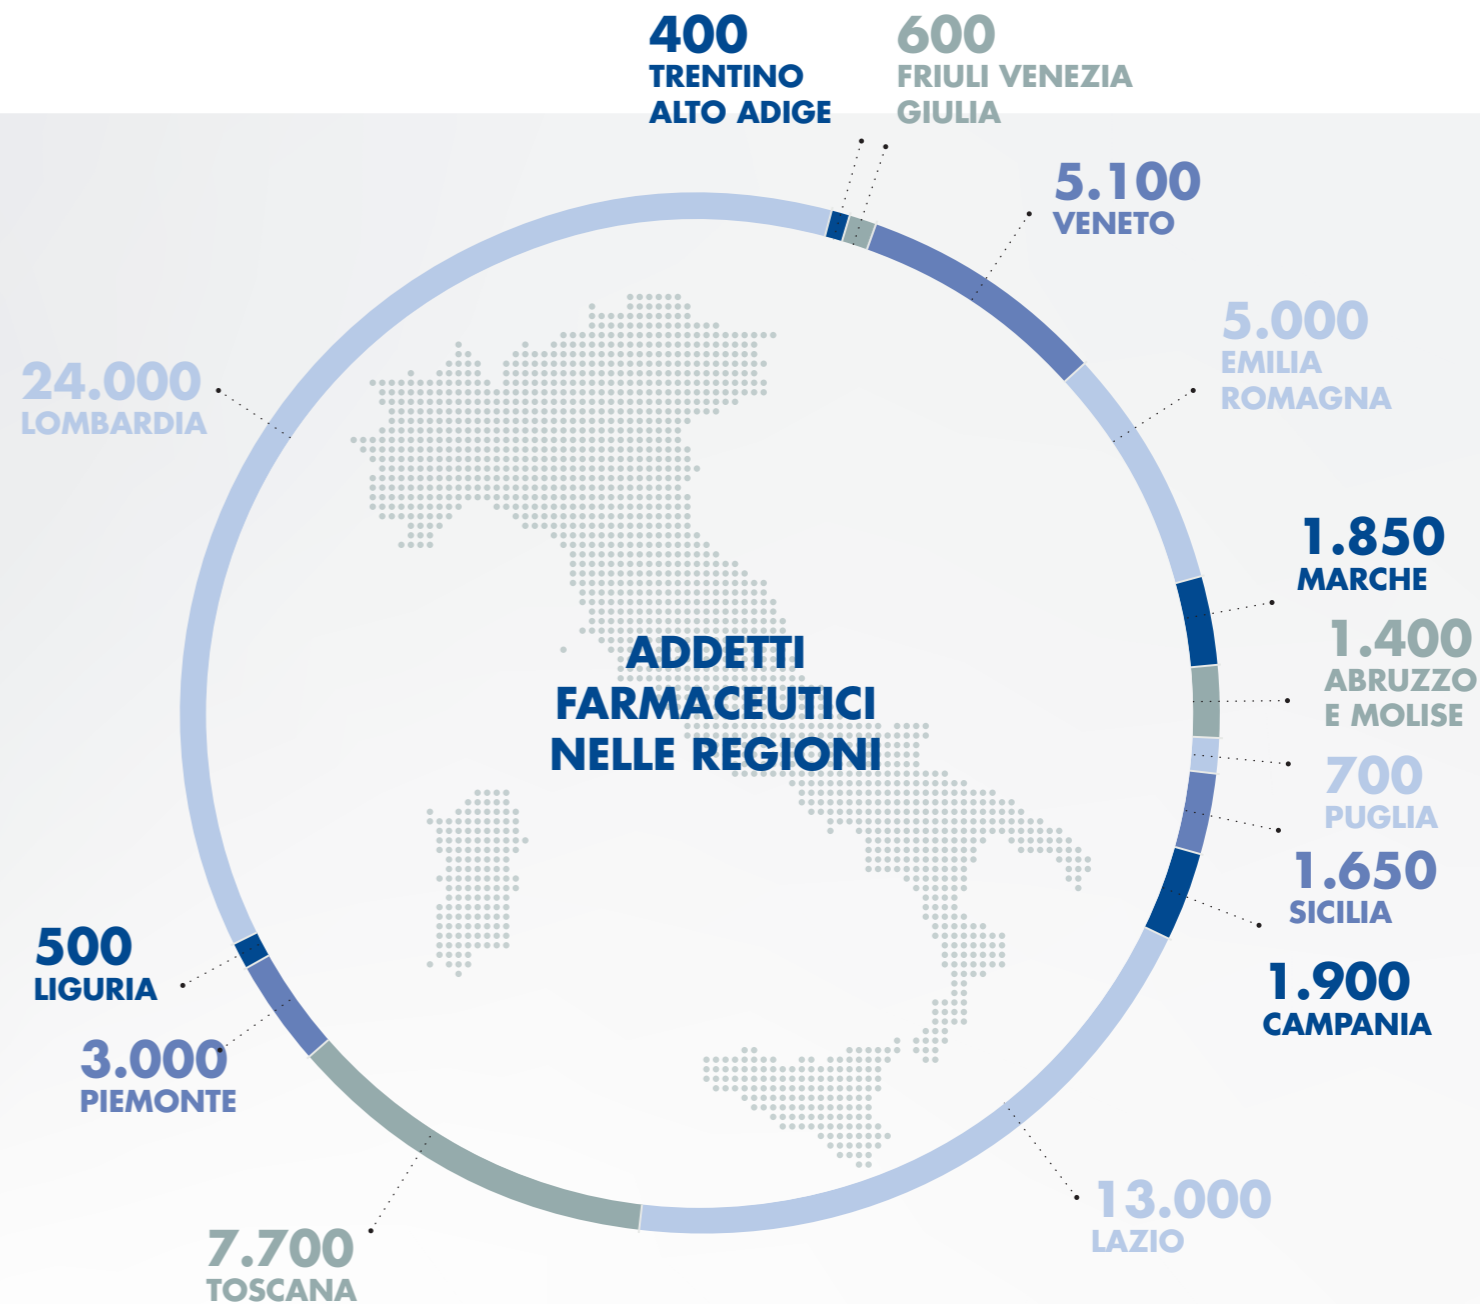 400
TRENTINO
ALTO ADIGE
600
FRIULI VENEZIA
GIULIA
5.100
VENETO
5.000
EMILIA
ROMAGNA
24.000
LOMBARDIA
1.850
MARCHE
1.400
ABRUZZO
E MOLISE
ADDETTI
FARMACEUTICI
NELLE REGIONI
700
PUGLIA
1.650
SICILIA
500
LIGURIA
1.900
CAMPANIA
3.000
PIEMONTE
13.000
LAZIO
7.700
TOSCANA